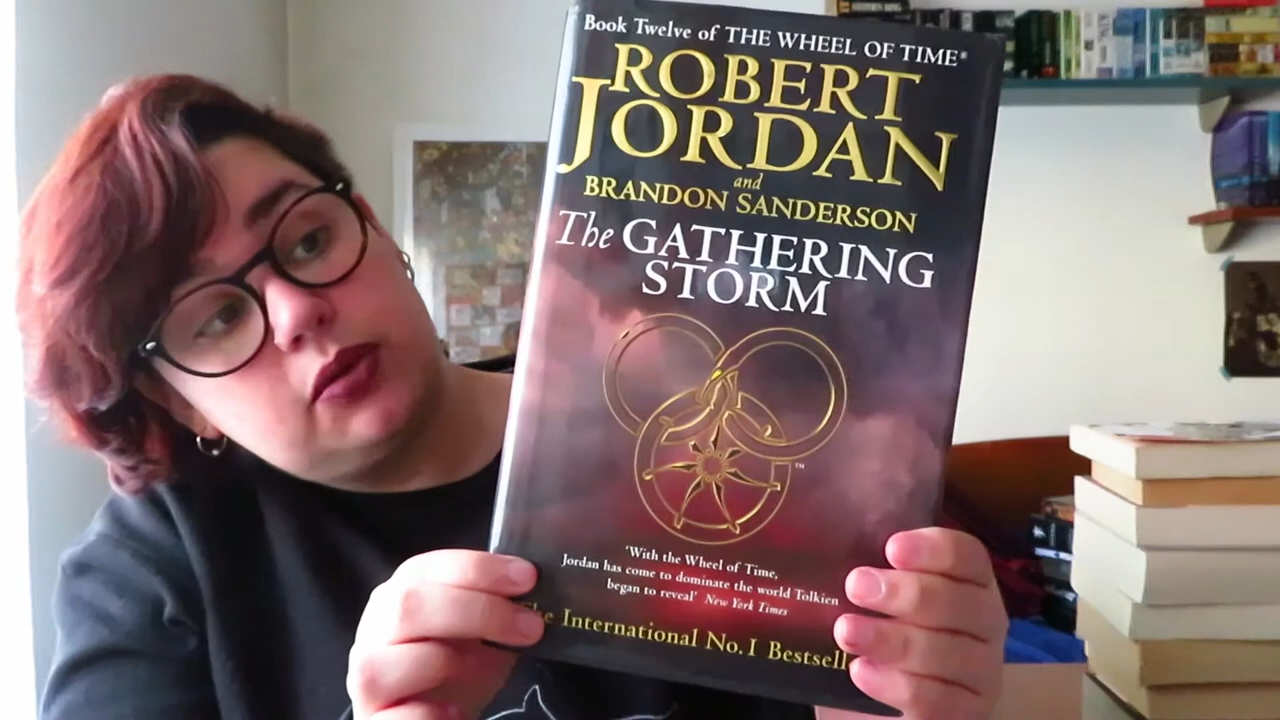 Book Twelve of THE WHEEL OF TIME®
ROBERT
JORDAN
and
BRANDON SANDERSON
The GATHERING
STORM
™
'With the Wheel of Time,
Jordan has come to dominate the world Tolkien
began to reveal' New York Times
The International No.1 Bestsell